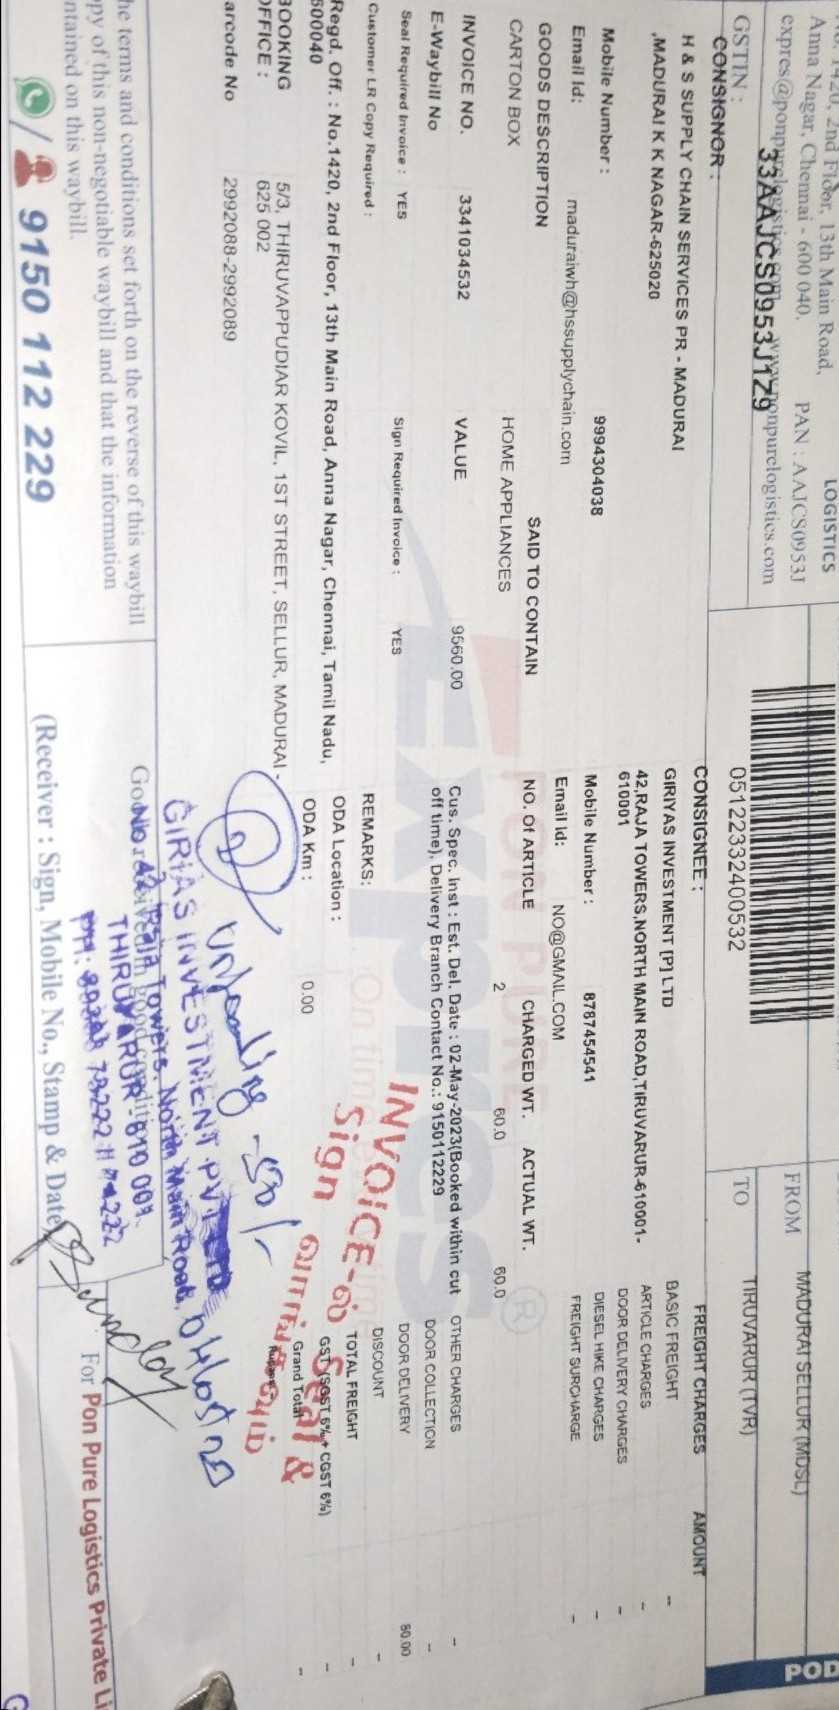 LOGISTICS
1420, 2nd Floor, 13th Main Road,
Anna Nagar, Chennai - 600 040. PAN : AAJCS0953J
GSTIN : 33AAJCS0953J1Z9
POD
FROM MADURAI SELLUR (MDSL)
TO TIRUVARUR (TVR)
05122332400532
CONSIGNOR :
H & S SUPPLY CHAIN SERVICES PR - MADURAI
,MADURAI K K NAGAR-625020
Mobile Number : 9994304038
Email Id: maduraiwh@hssupplychain.com
CONSIGNEE :
GIRIYAS INVESTMENT [P] LTD
42,RAJA TOWERS,NORTH MAIN ROAD,TIRUVARUR-610001-
610001
Mobile Number : 8787454541
Email Id: NO@GMAIL.COM
FREIGHT CHARGES AMOUNT
BASIC FREIGHT --
ARTICLE CHARGES --
DOOR DELIVERY CHARGES --
DIESEL HIKE CHARGES --
FREIGHT SURCHARGE --
OTHER CHARGES --
DOOR COLLECTION --
DOOR DELIVERY 50.00
DISCOUNT --
TOTAL FREIGHT --
GST (SGST 6% + CGST 6%) --
Grand Total --
GOODS DESCRIPTION SAID TO CONTAIN NO. Of ARTICLE CHARGED WT. ACTUAL WT.
CARTON BOX HOME APPLIANCES 2 60.0 60.0
INVOICE NO. 3341034532 VALUE 9560.00
E-Waybill No
Cus. Spec. Inst : Est. Del. Date : 02-May-2023(Booked within cut
off time), Delivery Branch Contact No.: 9150112229
Seal Required Invoice : YES Sign Required Invoice : YES
Customer LR Copy Required :
REMARKS:
Regd. Off. : No.1420, 2nd Floor, 13th Main Road, Anna Nagar, Chennai, Tamil Nadu,
600040
ODA Location :
ODA Km : 0.00
BOOKING
OFFICE : 5/3, THIRUVAPPUDIAR KOVIL, 1ST STREET, SELLUR, MADURAI -
625 002
arcode No 2992088-2992089
Expres
PON PURE
On time
INVOICE-ல் Seal &
Sign வாங்கவும்
Unloading - 50/-
GIRIAS INVESTMENT PVT LTD
No: 42, Raja Towers, North Main Road,
THIRUVARUR - 610 001.
he terms and conditions set forth on the reverse of this waybill
opy of this non-negotiable waybill and that the information
ntained on this waybill.
9150 112 229
(Receiver : Sign, Mobile No., Stamp & Date
For Pon Pure Logistics Private Li